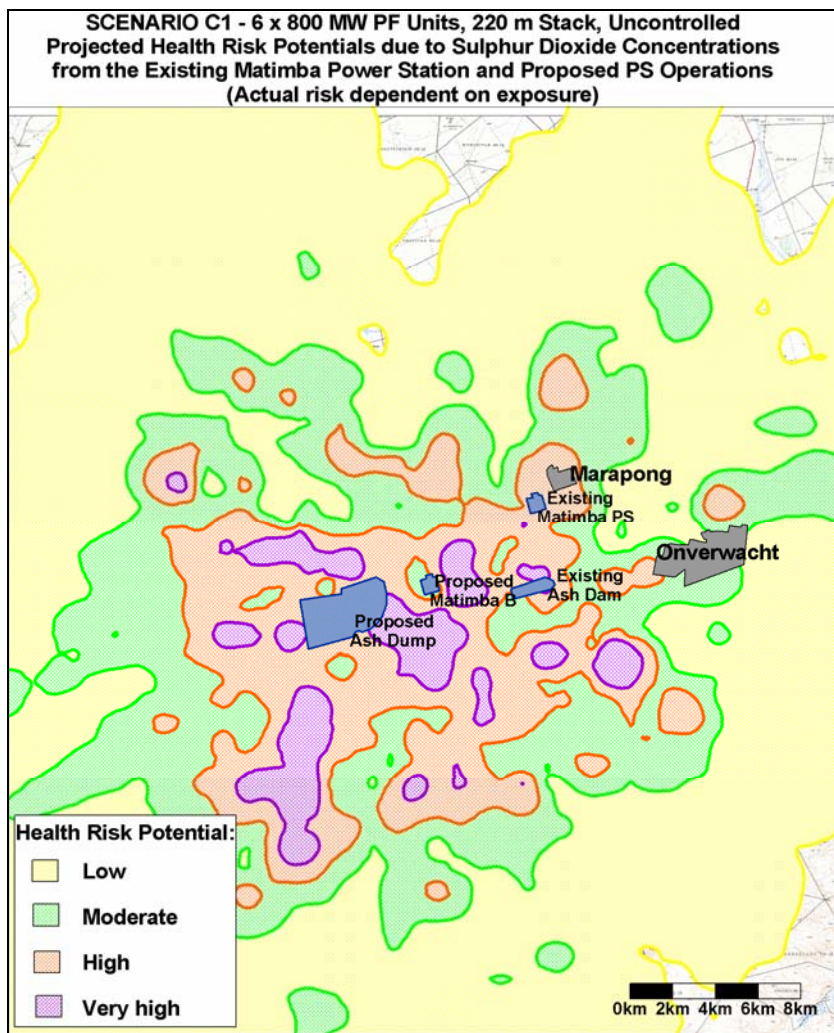 SCENARIO C1 - 6 x 800 MW PF Units, 220 m Stack, Uncontrolled
Projected Health Risk Potentials due to Sulphur Dioxide Concentrations
from the Existing Matimba Power Station and Proposed PS Operations
(Actual risk dependent on exposure)
Marapong
Existing
Matimba PS
Onverwacht
Proposed
Matimba B
Existing
Ash Dam
Proposed
Ash Dump
Health Risk Potential:
Low
Moderate
High
Very high
0km 2km 4km 6km 8km